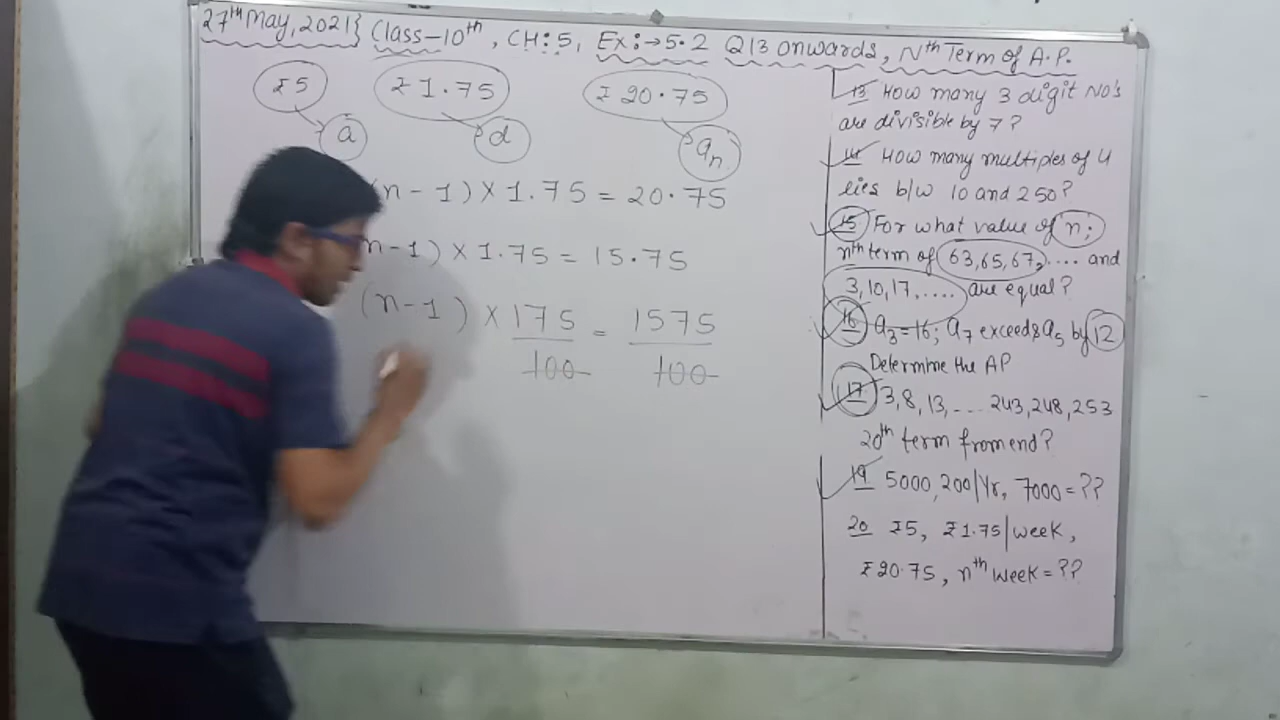 27th May, 2021} Class-10th, CH:5, Ex:→5.2 Q13 onwards, Nth Term of A.P.
₹5 ₹1.75 ₹20.75
a d an
(n-1)×1.75=20.75
n-1)×1.75=15.75
(n-1)×175/100=1575/100
13 How many 3 digit No's
are divisible by 7?
14 How many multiples of 4
lies b/w 10 and 250?
15 For what value of n;
nth term of 63,65,67,.... and
3,10,17,.... are equal?
16 a3=16; a7 exceeds a5 by 12
Determine the AP
17 3,8,13,... 243,248,253
20th term from end?
19 5000,200/Yr, 7000=??
20 ₹5, ₹1.75/week,
₹20.75, nth week=??